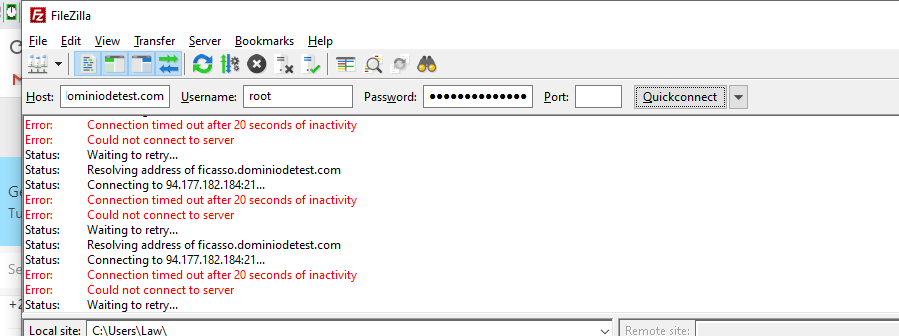 FileZilla
File Edit View Transfer Server Bookmarks Help
Host: lominiodetest.com Username: root Password: ●●●●●●●●●●●●●● Port: Quickconnect
Error: Connection timed out after 20 seconds of inactivity
Error: Could not connect to server
Status: Waiting to retry...
Status: Resolving address of ficasso.dominiodetest.com
Status: Connecting to 94.177.182.184:21...
Error: Connection timed out after 20 seconds of inactivity
Error: Could not connect to server
Status: Waiting to retry...
Status: Resolving address of ficasso.dominiodetest.com
Status: Connecting to 94.177.182.184:21...
Error: Connection timed out after 20 seconds of inactivity
Error: Could not connect to server
Status: Waiting to retry...
Local site: C:\Users\Law\ Remote site:
Tu
Se
+2